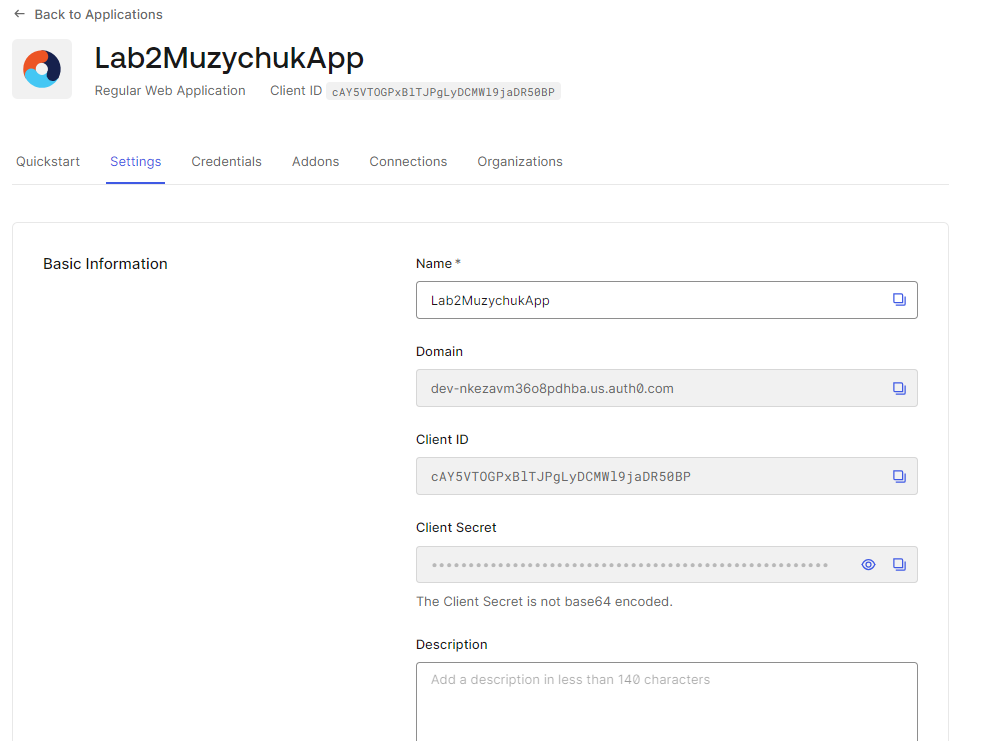 Back to Applications
Lab2MuzychukApp
Regular Web Application Client ID cAY5VTOGPxBlTJPgLyDCMWl9jaDR50BP
Quickstart Settings Credentials Addons Connections Organizations
Basic Information
Name *
Lab2MuzychukApp
Domain
dev-nkezavm36o8pdhba.us.auth0.com
Client ID
cAY5VTOGPxBlTJPgLyDCMWl9jaDR50BP
Client Secret
The Client Secret is not base64 encoded.
Description
Add a description in less than 140 characters